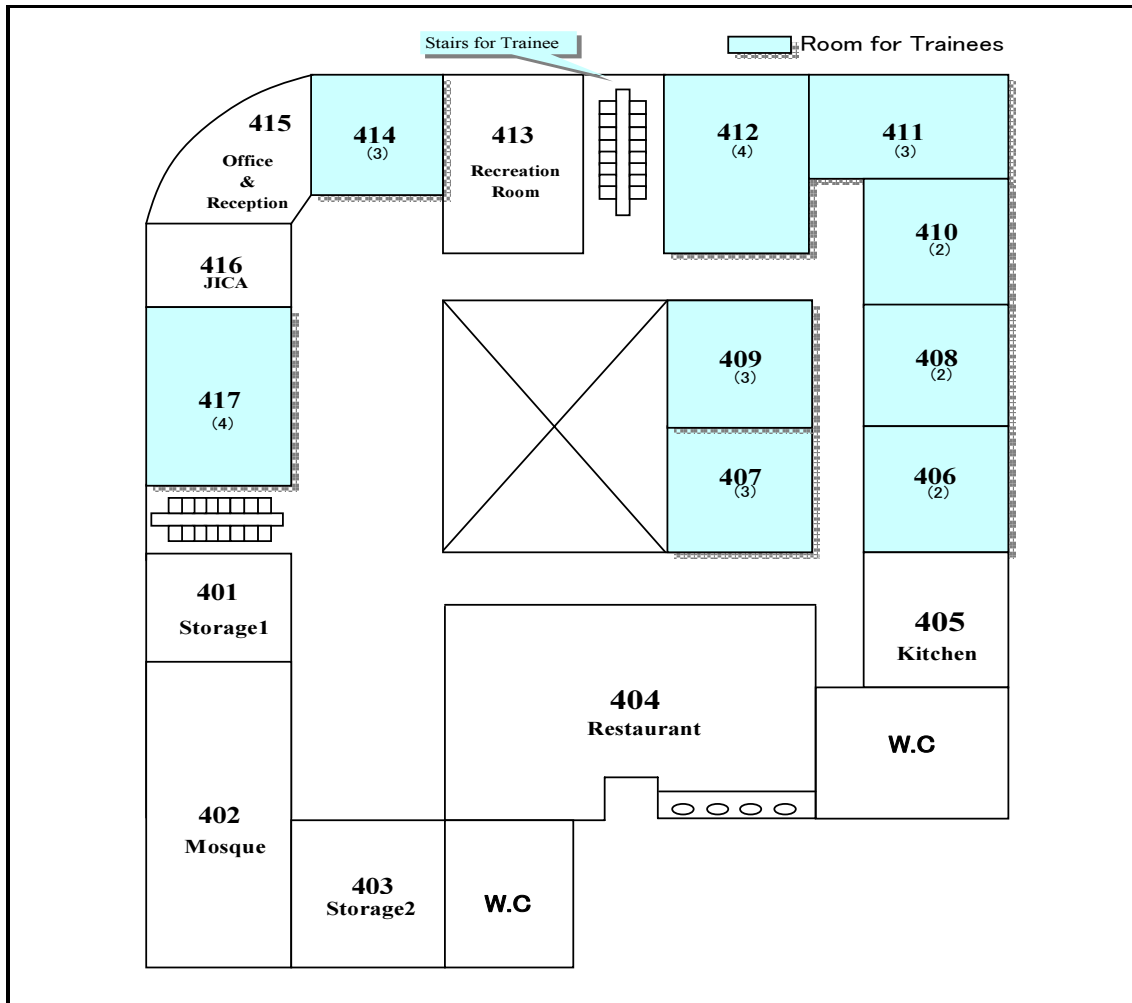 Stairs for Trainee
Room for Trainees
415
Office
&
Reception
414
(3)
413
Recreation
Room
412
(4)
411
(3)
416
JICA
410
(2)
417
(4)
409
(3)
408
(2)
407
(3)
406
(2)
401
Storage1
405
Kitchen
404
Restaurant
W.C
402
Mosque
403
Storage2
W.C